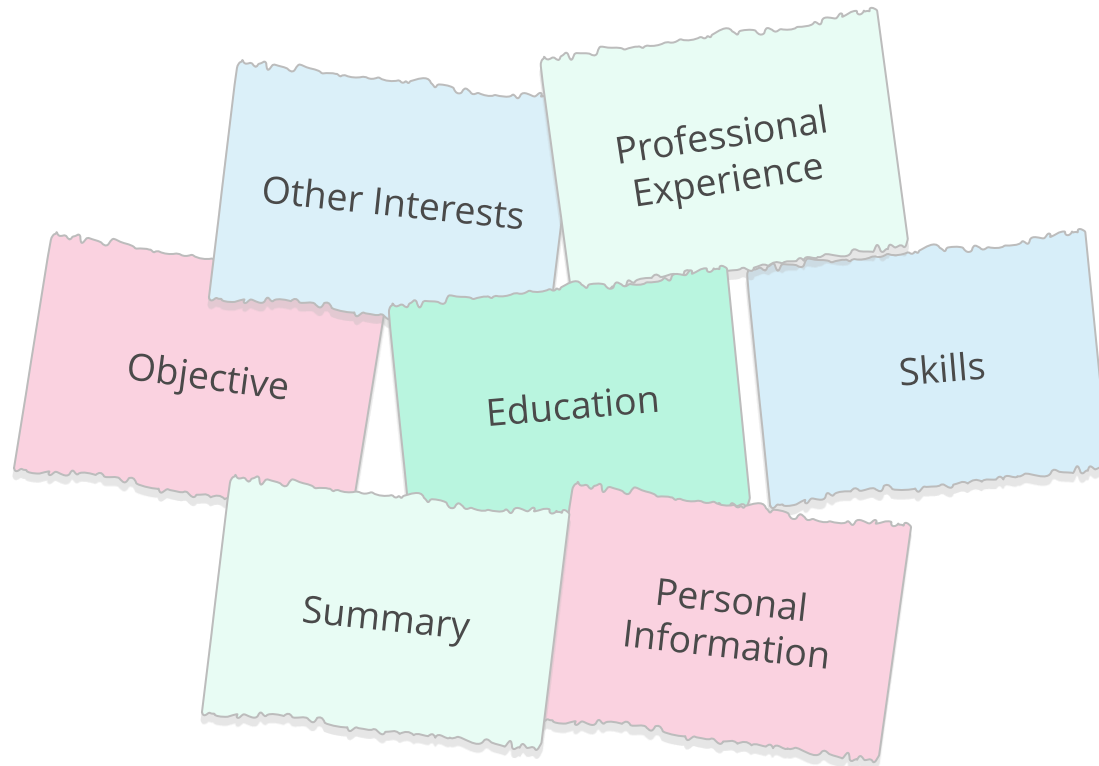 Professional
Experience
Other Interests
Objective
Education
Skills
Summary
Personal
Information